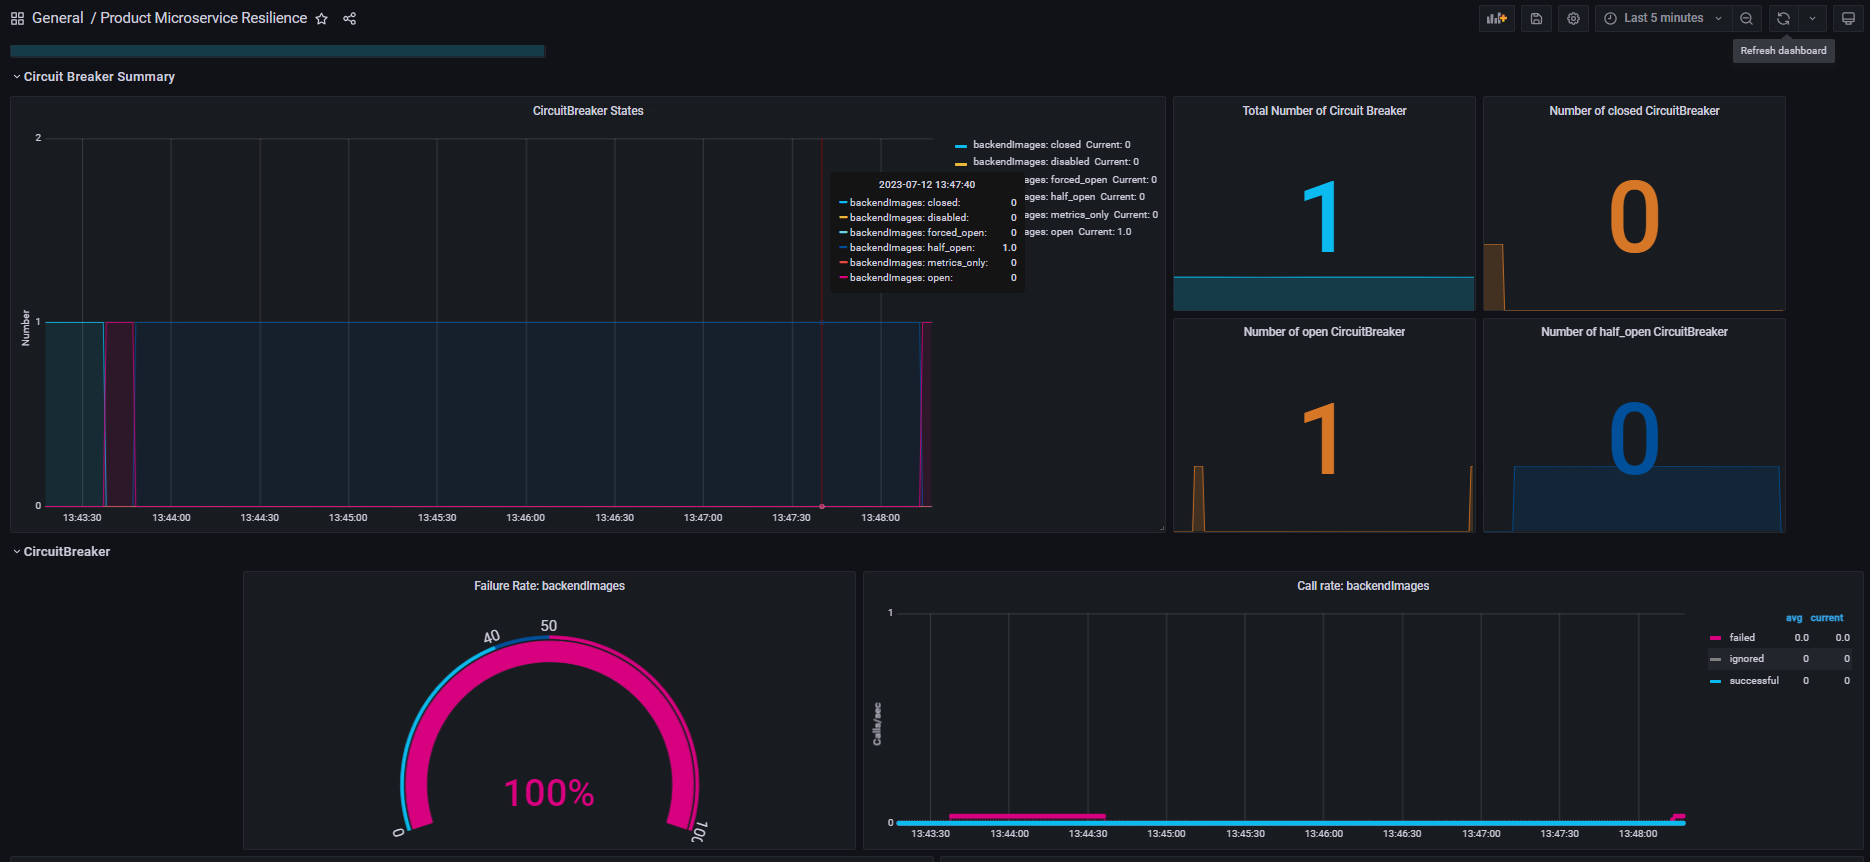 General / Product Microservice Resilience
Last 5 minutes
Refresh dashboard
Circuit Breaker Summary
CircuitBreaker States
2
1
0
Number
13:43:30 13:44:00 13:44:30 13:45:00 13:45:30 13:46:00 13:46:30 13:47:00 13:47:30 13:48:00
backendImages: closed Current: 0
backendImages: disabled Current: 0
ages: forced_open Current: 0
ages: half_open Current: 0
ages: metrics_only Current: 0
ages: open Current: 1.0
2023-07-12 13:47:40
backendImages: closed: 0
backendImages: disabled: 0
backendImages: forced_open: 0
backendImages: half_open: 1.0
backendImages: metrics_only: 0
backendImages: open: 0
Total Number of Circuit Breaker
1
Number of closed CircuitBreaker
0
Number of open CircuitBreaker
1
Number of half_open CircuitBreaker
0
CircuitBreaker
Failure Rate: backendImages
0
40
50
100
100%
Call rate: backendImages
1
0
Calls/sec
13:43:30 13:44:00 13:44:30 13:45:00 13:45:30 13:46:00 13:46:30 13:47:00 13:47:30 13:48:00
avg current
failed 0.0 0.0
ignored 0 0
successful 0 0